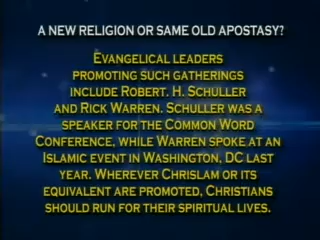 A NEW RELIGION OR SAME OLD APOSTASY?
EVANGELICAL LEADERS
PROMOTING SUCH GATHERINGS
INCLUDE ROBERT. H. SCHULLER
AND RICK WARREN. SCHULLER WAS A
SPEAKER FOR THE COMMON WORD
CONFERENCE, WHILE WARREN SPOKE AT AN
ISLAMIC EVENT IN WASHINGTON, DC LAST
YEAR. WHEREVER CHRISLAM OR ITS
EQUIVALENT ARE PROMOTED, CHRISTIANS
SHOULD RUN FOR THEIR SPIRITUAL LIVES.